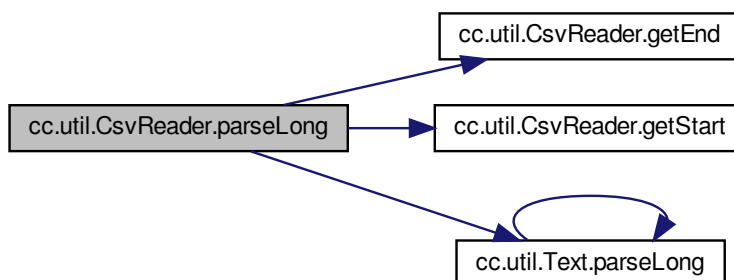 cc.util.CsvReader.getEnd
cc.util.CsvReader.parseLong
cc.util.CsvReader.getStart
cc.util.Text.parseLong